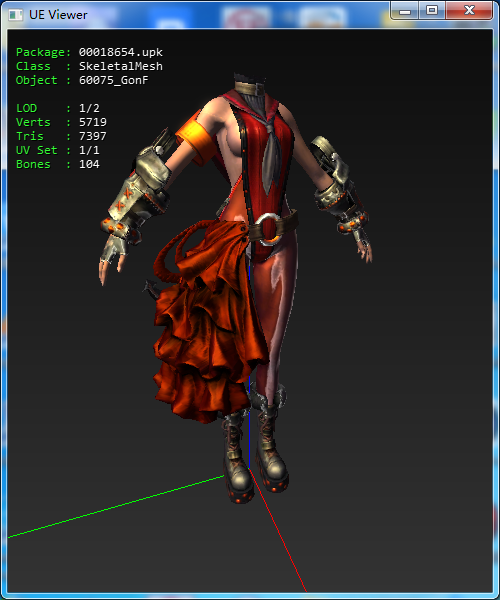 UE Viewer
Package: 00018654.upk
Class : SkeletalMesh
Object : 60075_GonF
LOD : 1/2
Verts : 5719
Tris : 7397
UV Set : 1/1
Bones : 104